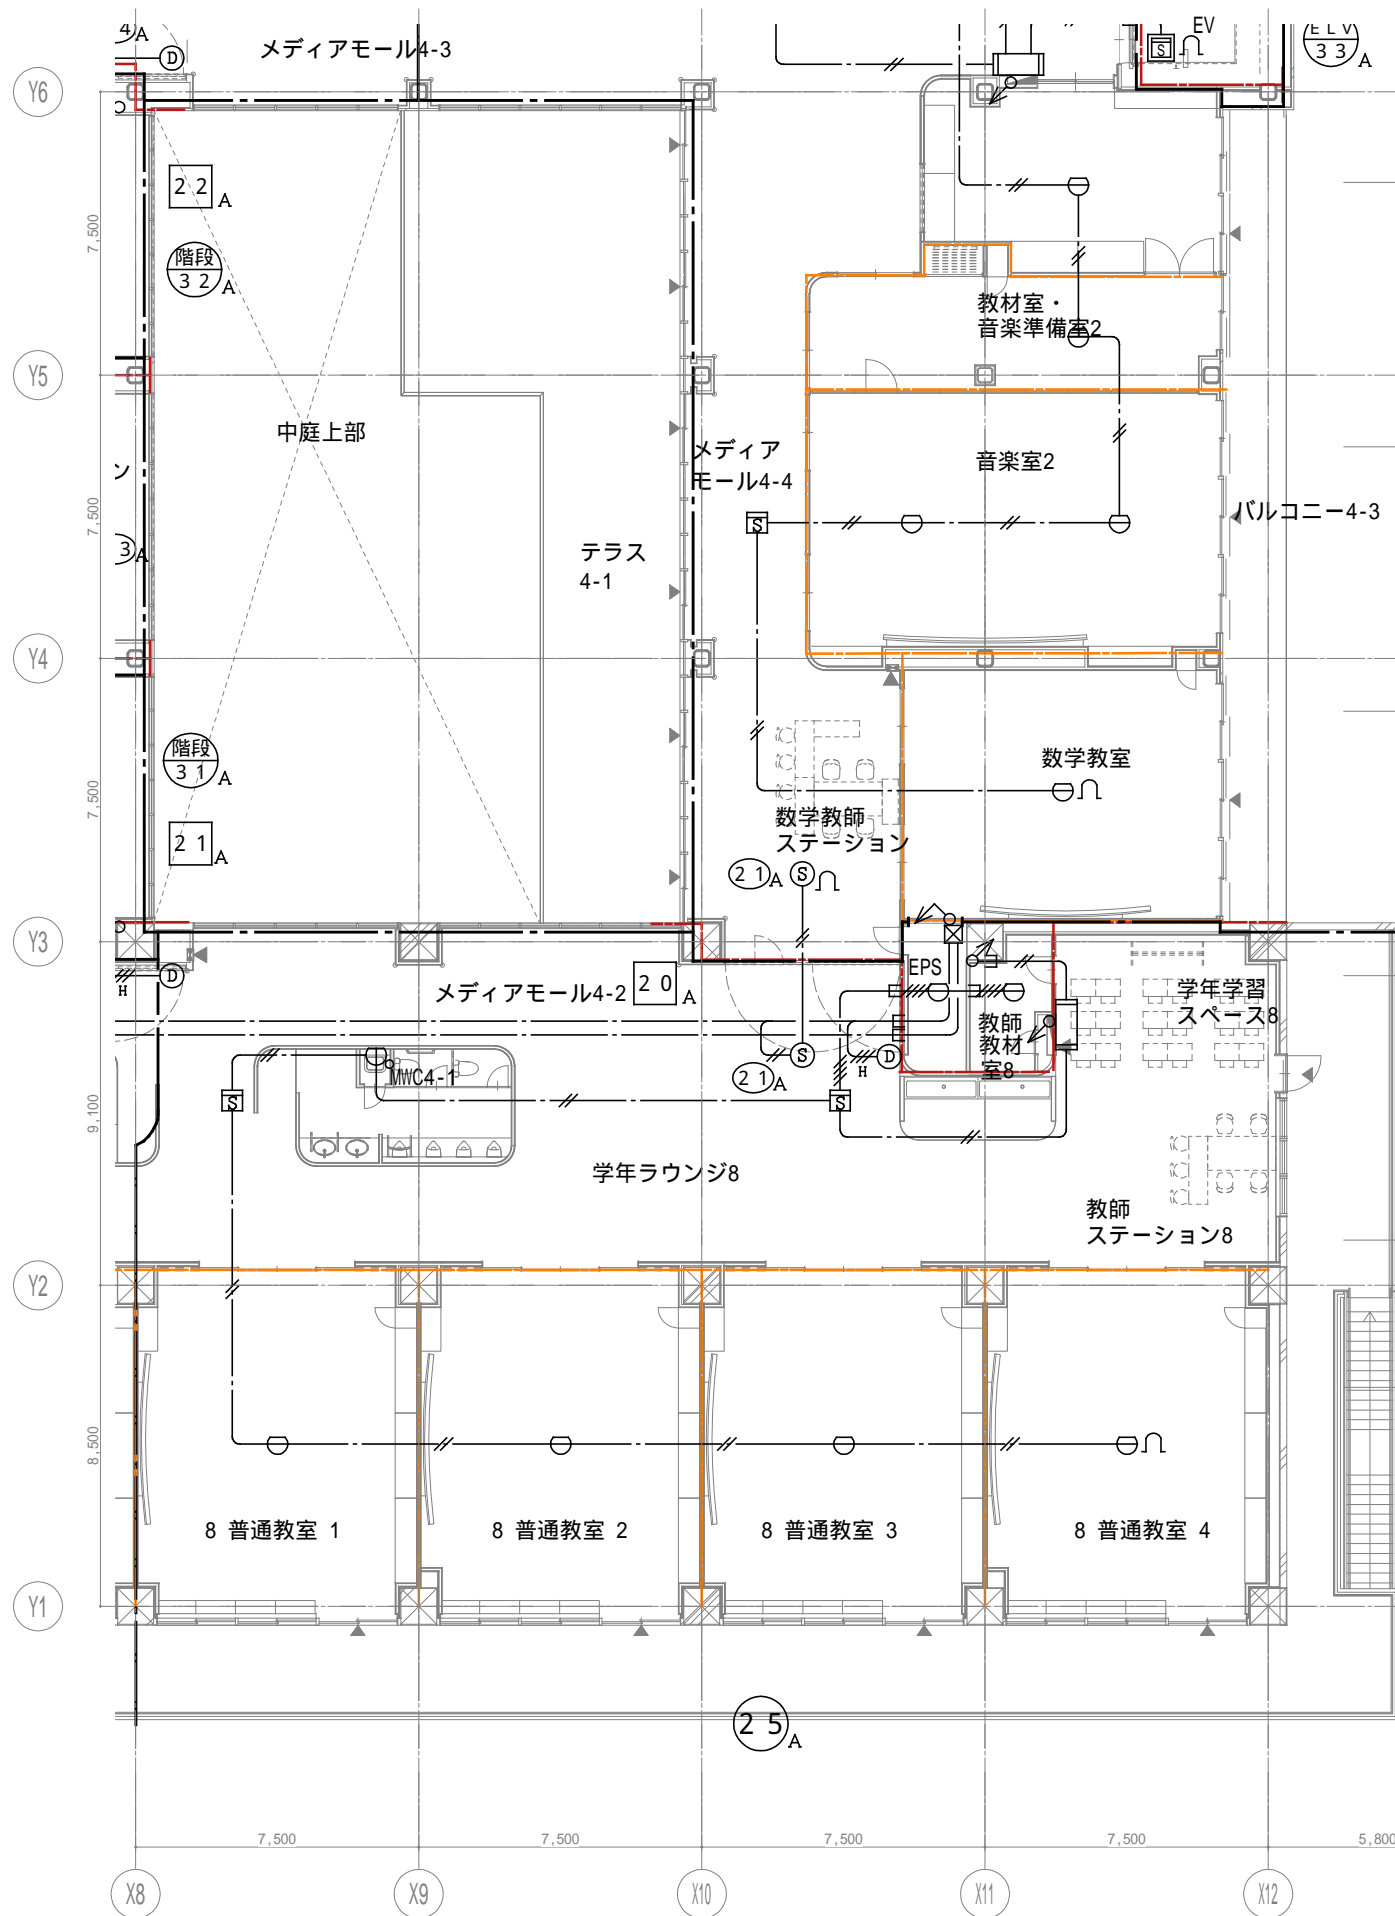 4 A
D
メディアモール4-3
EV
S
ELV
33 A
Y6
22 A
階段
32 A
7,500
教材室・
音楽準備室2
Y5
中庭上部
メディア
モール4-4
音楽室2
ン
7,500
S
バルコニー4-3
3 A
テラス
4-1
Y4
階段
31 A
数学教室
7,500
数学教師
ステーション
21 A
21 A
S
Y3
EPS
H
D
メディアモール4-2
20 A
学年学習
スペース8
教師
教材
室8
S
D
H
MWC4-1
21 A
S
S
9,100
学年ラウンジ8
教師
ステーション8
Y2
8,500
8 普通教室 1
8 普通教室 2
8 普通教室 3
8 普通教室 4
Y1
25 A
7,500
7,500
7,500
7,500
5,800
X8
X9
X10
X11
X12